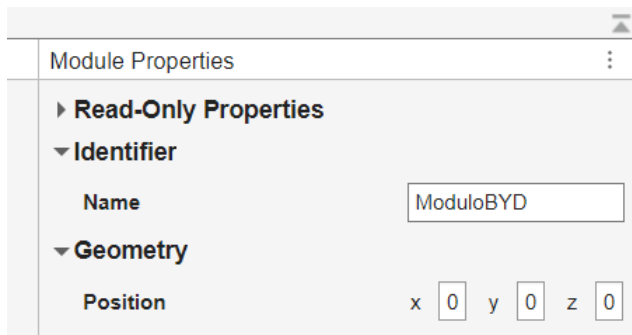 Module Properties
Read-Only Properties
Identifier
Name ModuloBYD
Geometry
Position x 0 y 0 z 0